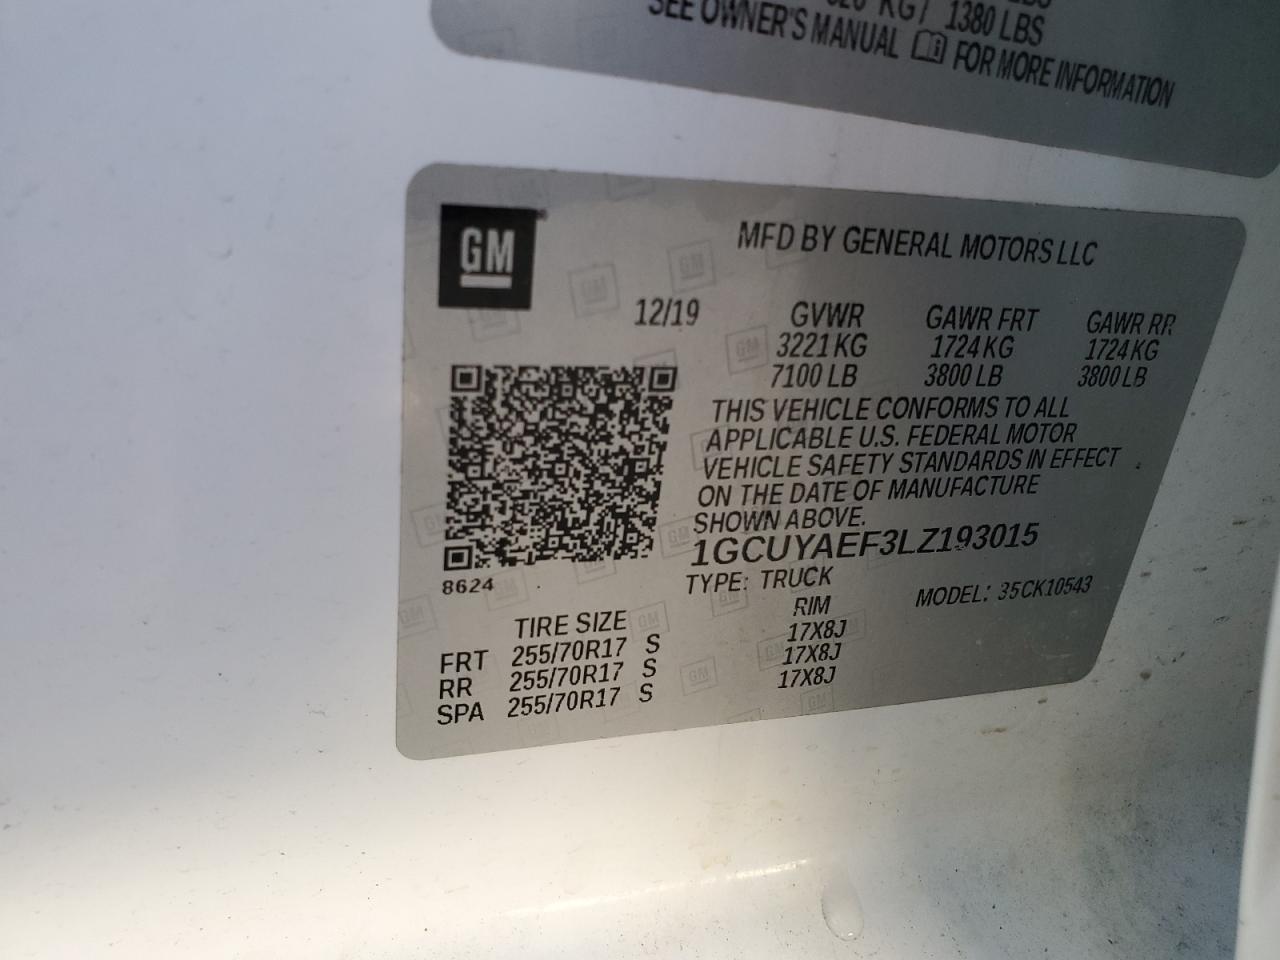 KG / 1380 LBS
SEE OWNER'S MANUAL FOR MORE INFORMATION
GM
MFD BY GENERAL MOTORS LLC
12/19 GVWR GAWR FRT GAWR RR
3221 KG 1724 KG 1724 KG
7100 LB 3800 LB 3800 LB
THIS VEHICLE CONFORMS TO ALL
APPLICABLE U.S. FEDERAL MOTOR
VEHICLE SAFETY STANDARDS IN EFFECT
ON THE DATE OF MANUFACTURE
SHOWN ABOVE.
1GCUYAEF3LZ193015
8624
TYPE: TRUCK MODEL: 35CK10543
TIRE SIZE RIM
FRT 255/70R17 S 17X8J
RR 255/70R17 S 17X8J
SPA 255/70R17 S 17X8J